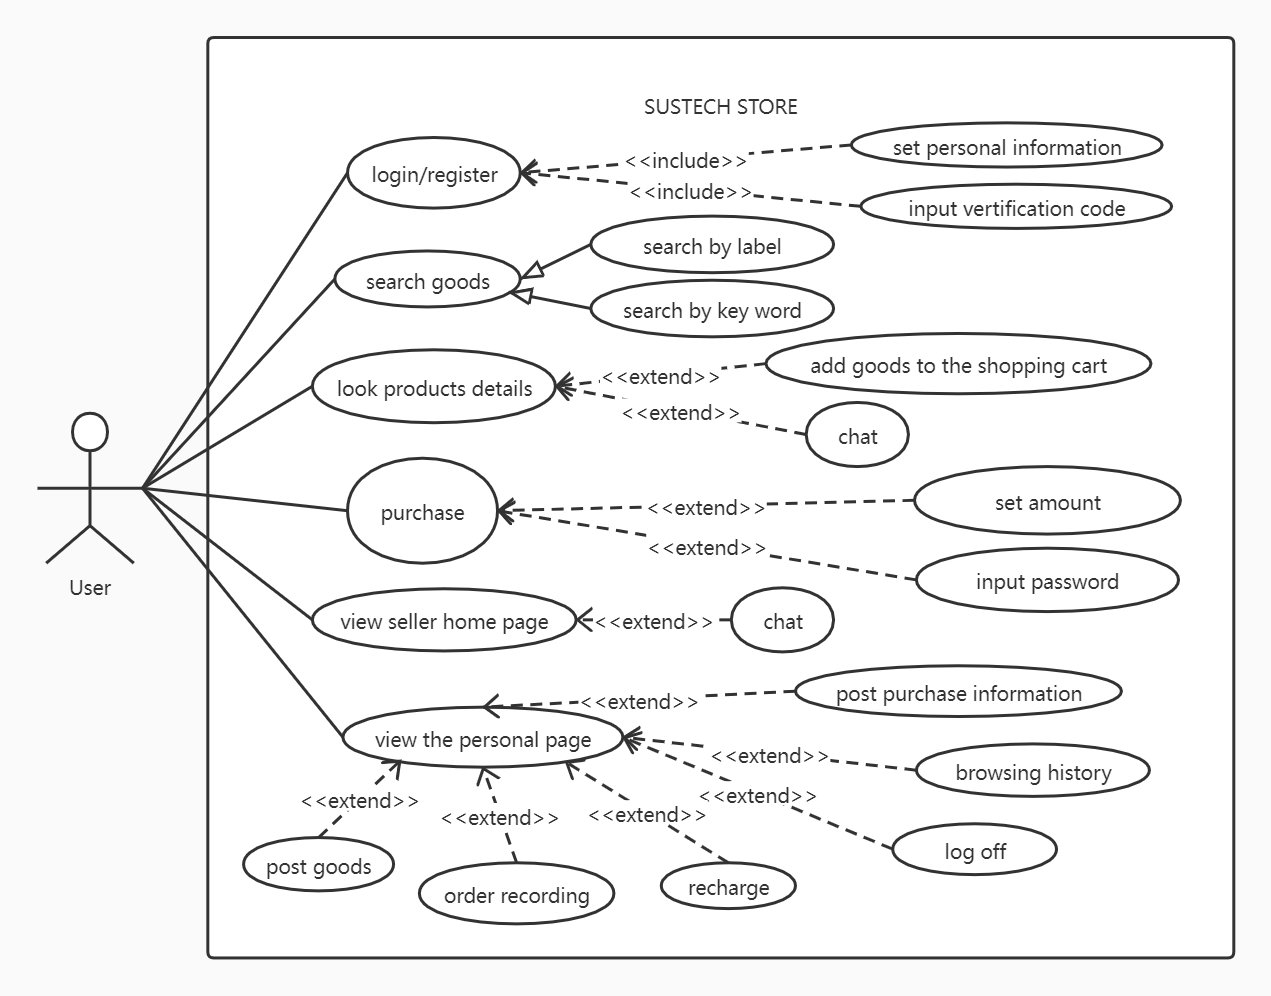 SUSTECH STORE
login/register
<<include>>
set personal information
<<include>>
input vertification code
search goods
search by label
search by key word
look products details
<<extend>>
add goods to the shopping cart
<<extend>>
chat
purchase
<<extend>>
set amount
<<extend>>
input password
User
view seller home page
<<extend>>
chat
<<extend>>
post purchase information
view the personal page
<<extend>>
browsing history
<<extend>>
log off
<<extend>>
post goods
<<extend>>
order recording
<<extend>>
recharge